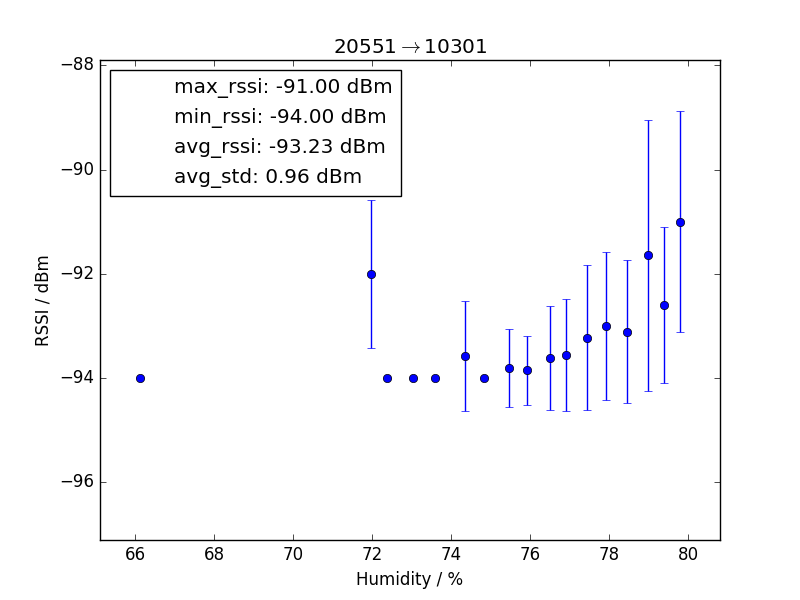 20551→10301
max_rssi: -91.00 dBm
min_rssi: -94.00 dBm
avg_rssi: -93.23 dBm
avg_std: 0.96 dBm
−88
−90
−92
−94
−96
RSSI / dBm
66 68 70 72 74 76 78 80
Humidity / %